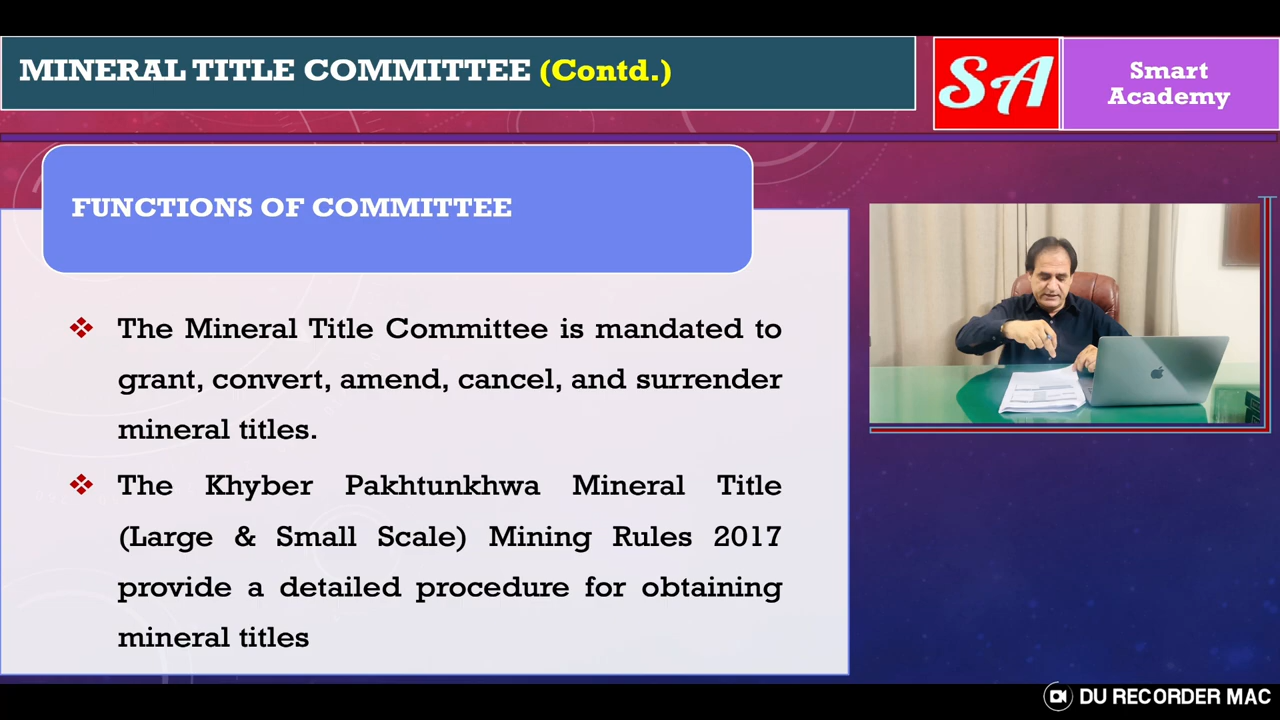 MINERAL TITLE COMMITTEE (Contd.)
SA
Smart
Academy
FUNCTIONS OF COMMITTEE
The Mineral Title Committee is mandated to
grant, convert, amend, cancel, and surrender
mineral titles.
The Khyber Pakhtunkhwa Mineral Title
(Large & Small Scale) Mining Rules 2017
provide a detailed procedure for obtaining
mineral titles
DU RECORDER MAC